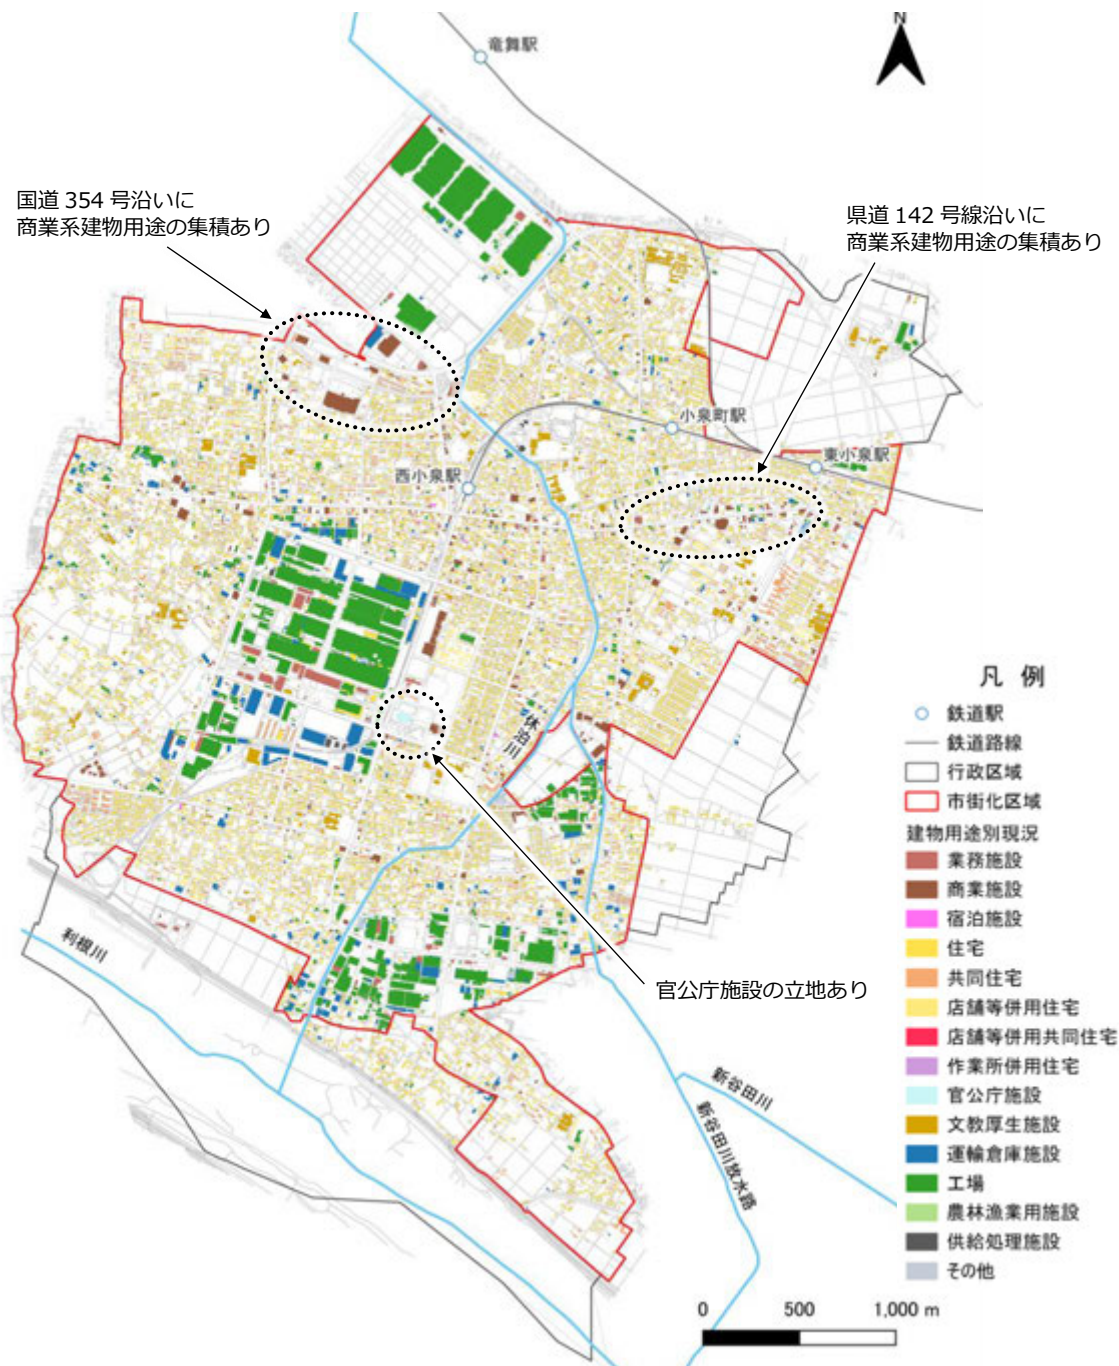 N
竜舞駅
国道 354 号沿いに
商業系建物用途の集積あり
県道 142 号線沿いに
商業系建物用途の集積あり
小泉町駅
東小泉駅
西小泉駅
休泊川
利根川
官公庁施設の立地あり
新谷田川
新谷田川放水路
凡 例
鉄道駅
鉄道路線
行政区域
市街化区域
建物用途別現況
業務施設
商業施設
宿泊施設
住宅
共同住宅
店舗等併用住宅
店舗等併用共同住宅
作業所併用住宅
官公庁施設
文教厚生施設
運輸倉庫施設
工場
農林漁業用施設
供給処理施設
その他
0 500 1,000 m